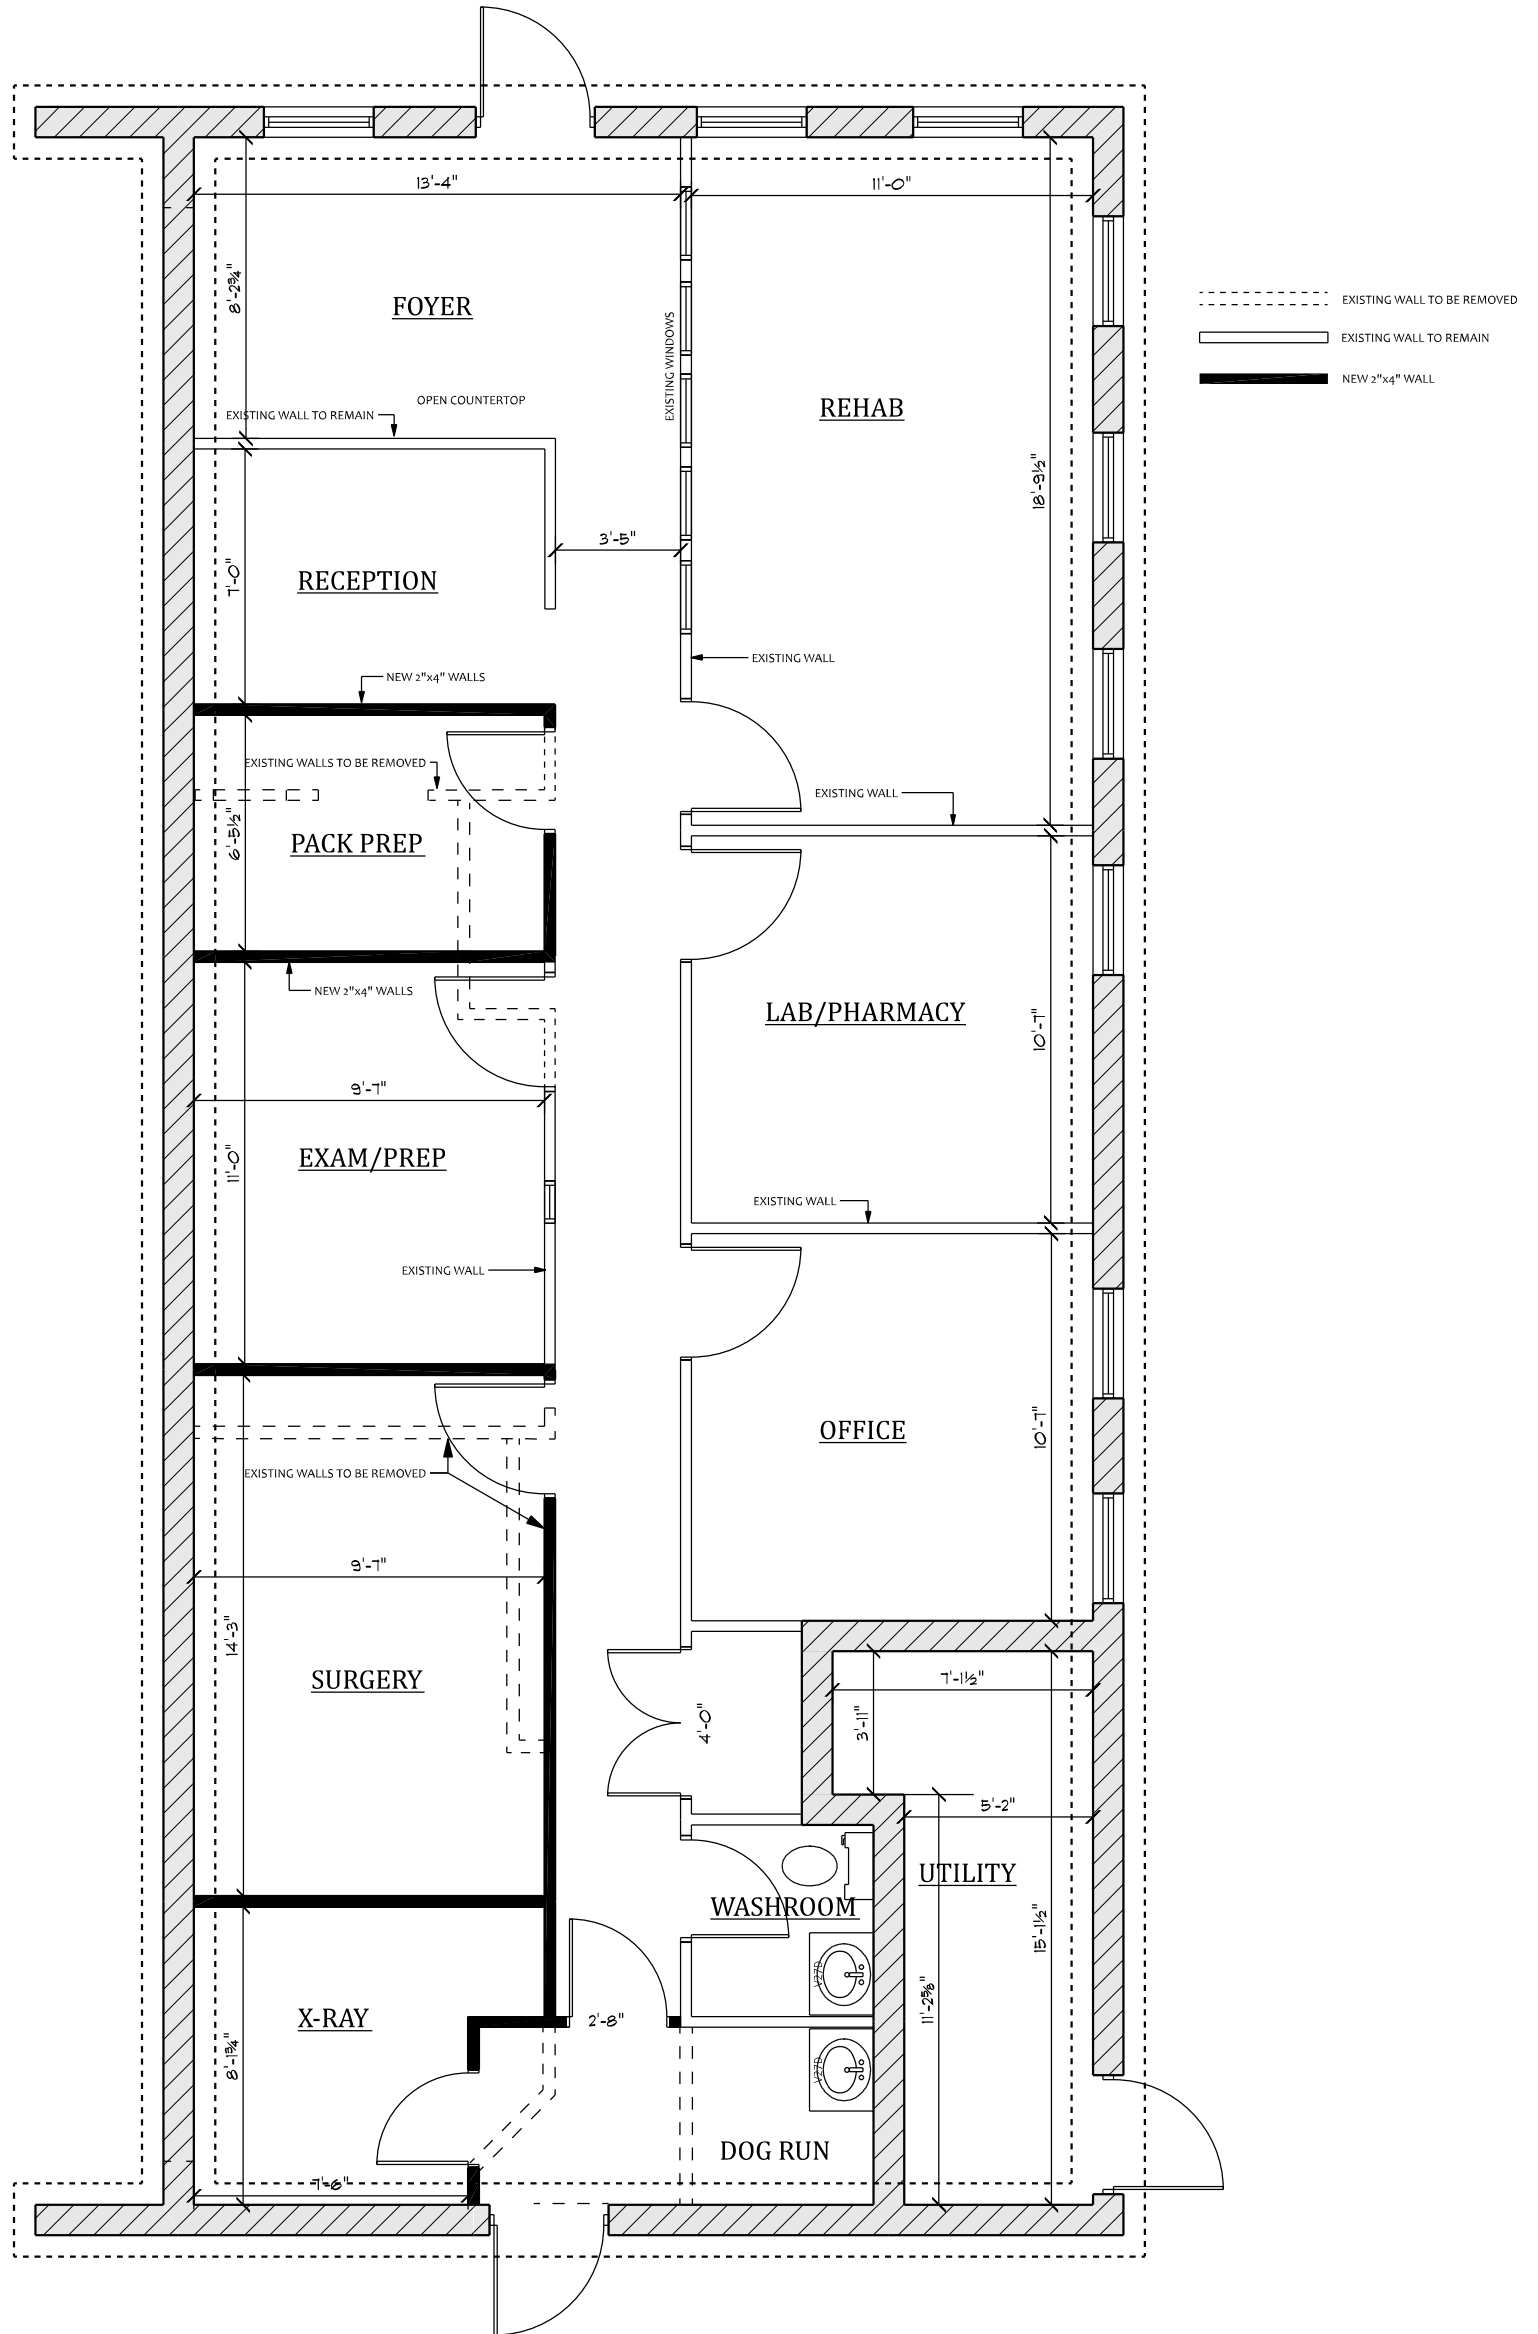 13'-4"
11'-0"
8'-2¾"
FOYER
EXISTING WALL TO BE REMOVED
EXISTING WALL TO REMAIN
NEW 2"x4" WALL
EXISTING WINDOWS
OPEN COUNTERTOP
EXISTING WALL TO REMAIN
REHAB
18'-9½"
3'-5"
7'-0"
RECEPTION
EXISTING WALL
NEW 2"x4" WALLS
EXISTING WALLS TO BE REMOVED
EXISTING WALL
6'-5½"
PACK PREP
NEW 2"x4" WALLS
LAB/PHARMACY
10'-7"
9'-7"
11'-0"
EXAM/PREP
EXISTING WALL
EXISTING WALL
OFFICE
10'-7"
EXISTING WALLS TO BE REMOVED
9'-7"
14'-3"
SURGERY
7'-1½"
3'-11"
4'-0"
5'-2"
UTILITY
WASHROOM
15'-1½"
V27D
11'-2⅝"
X-RAY
2'-8"
8'-1¾"
V27D
DOG RUN
7'-6"